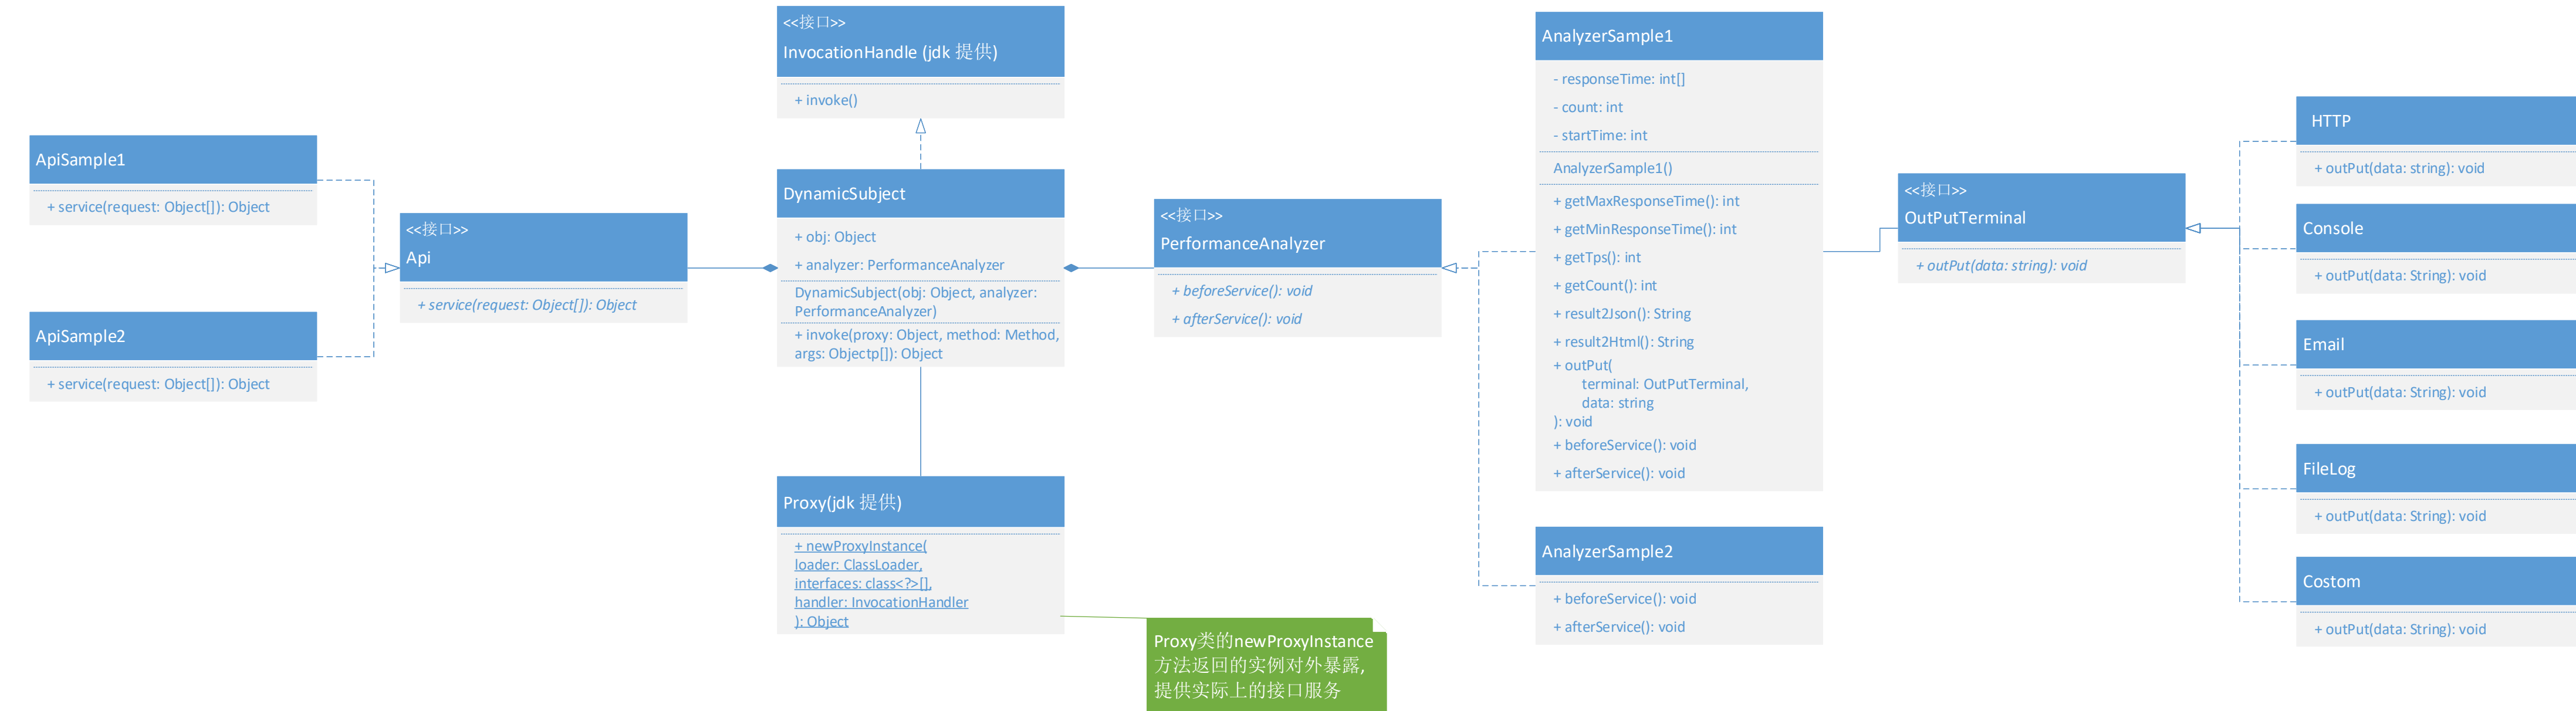 <<接口>>
InvocationHandle (jdk 提供)
+ invoke()
ApiSample1
+ service(request: Object[]): Object
ApiSample2
+ service(request: Object[]): Object
<<接口>>
Api
+ service(request: Object[]): Object
DynamicSubject
+ obj: Object
+ analyzer: PerformanceAnalyzer
DynamicSubject(obj: Object, analyzer:
PerformanceAnalyzer)
+ invoke(proxy: Object, method: Method,
args: Objectp[]): Object
Proxy(jdk 提供)
+ newProxyInstance(
loader: ClassLoader,
interfaces: class<?>[],
handler: InvocationHandler
): Object
Proxy类的newProxyInstance
方法返回的实例对外暴露,
提供实际上的接口服务
<<接口>>
PerformanceAnalyzer
+ beforeService(): void
+ afterService(): void
AnalyzerSample1
- responseTime: int[]
- count: int
- startTime: int
AnalyzerSample1()
+ getMaxResponseTime(): int
+ getMinResponseTime(): int
+ getTps(): int
+ getCount(): int
+ result2Json(): String
+ result2Html(): String
+ outPut(
terminal: OutPutTerminal,
data: string
): void
+ beforeService(): void
+ afterService(): void
AnalyzerSample2
+ beforeService(): void
+ afterService(): void
<<接口>>
OutPutTerminal
+ outPut(data: string): void
HTTP
+ outPut(data: string): void
Console
+ outPut(data: String): void
Email
+ outPut(data: String): void
FileLog
+ outPut(data: String): void
Costom
+ outPut(data: String): void